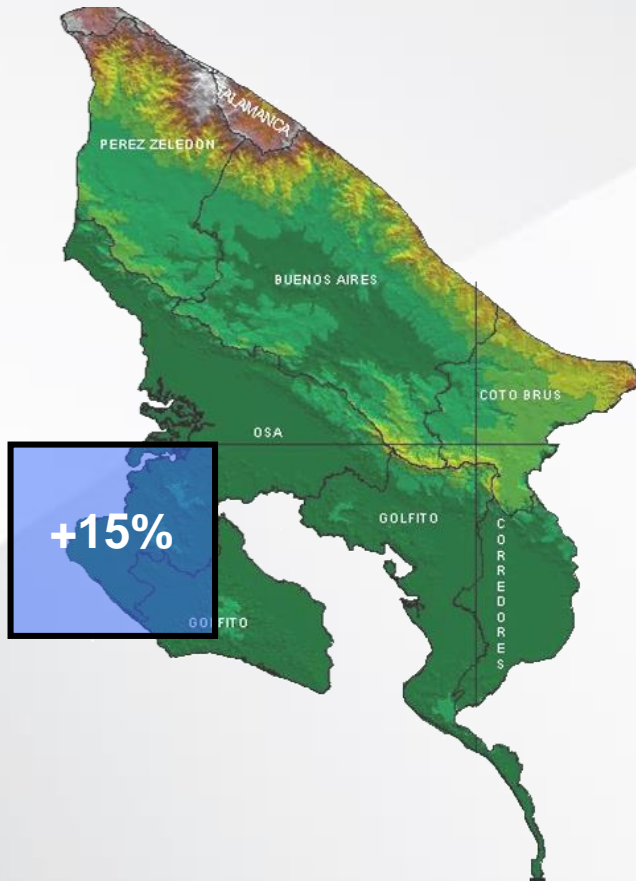 SALAMANCA
PEREZ ZELEDON
BUENOS AIRES
COTO BRUS
OSA
+15%
GOLFITO
CORREDORES
GOLFITO